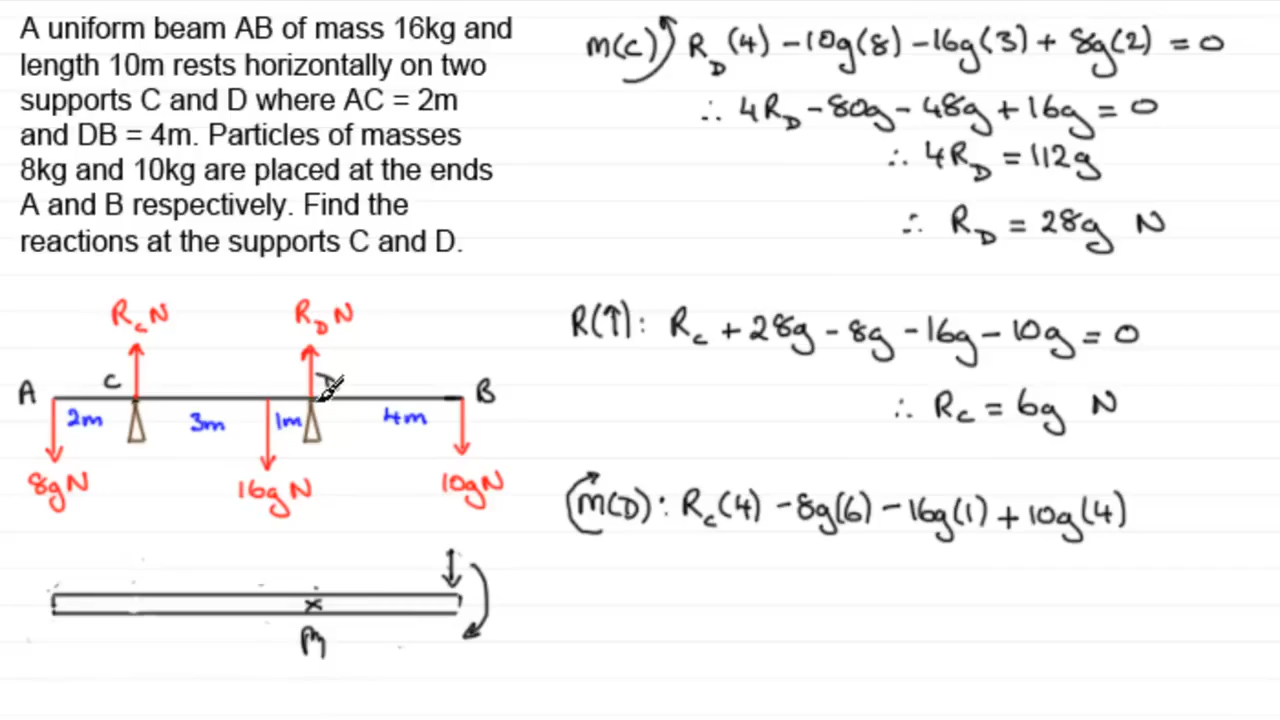 A uniform beam AB of mass 16kg and
length 10m rests horizontally on two
supports C and D where AC = 2m
and DB = 4m. Particles of masses
8kg and 10kg are placed at the ends
A and B respectively. Find the
reactions at the supports C and D.
R_C N R_D N
A C D B
2m 3m 1m 4m
8gN 16gN 10gN
M
m(C) R_D(4) - 10g(8) - 16g(3) + 8g(2) = 0
∴ 4R_D - 80g - 48g + 16g = 0
∴ 4R_D = 112g
∴ R_D = 28g N
R(↑): R_C + 28g - 8g - 16g - 10g = 0
∴ R_C = 6g N
m(D): R_C(4) - 8g(6) - 16g(1) + 10g(4)